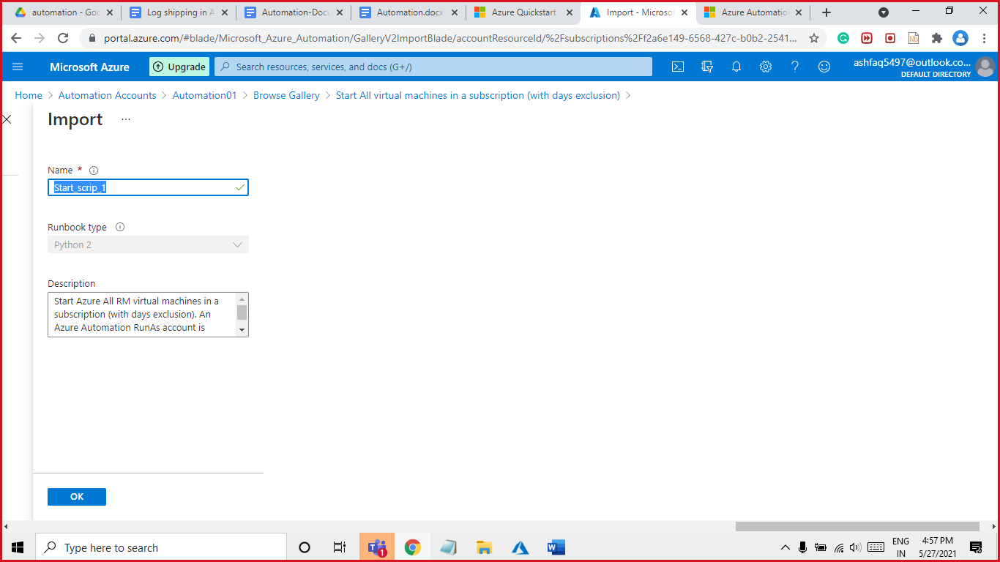 automation - Goo
Log shipping in A
Automation-Docu
Automation.docx
Azure Quickstart
Import - Microsof
Azure Automatio
portal.azure.com/#blade/Microsoft_Azure_Automation/GalleryV2ImportBlade/accountResourceId/%2Fsubscriptions%2Ff2a6e149-6568-427c-b0b2-2541...
Microsoft Azure
Upgrade
Search resources, services, and docs (G+/)
ashfaq5497@outlook.co...
DEFAULT DIRECTORY
Home > Automation Accounts > Automation01 > Browse Gallery > Start All virtual machines in a subscription (with days exclusion) >
Import ...
Name *
Start_scrip_1
Runbook type
Python 2
Description
Start Azure All RM virtual machines in a
subscription (with days exclusion). An
Azure Automation RunAs account is
OK
Type here to search
1
ENG
IN
4:57 PM
5/27/2021